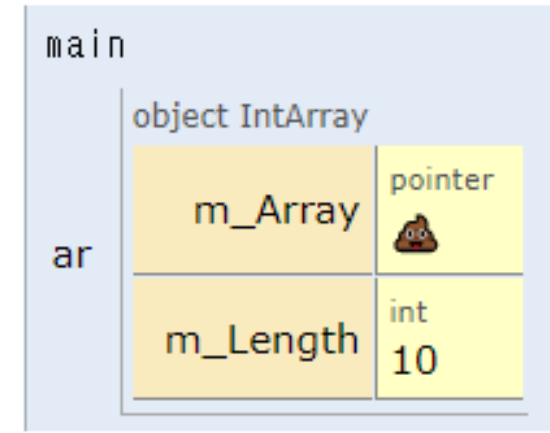 main
object IntArray
ar
m_Array
pointer
💩
m_Length
int
10